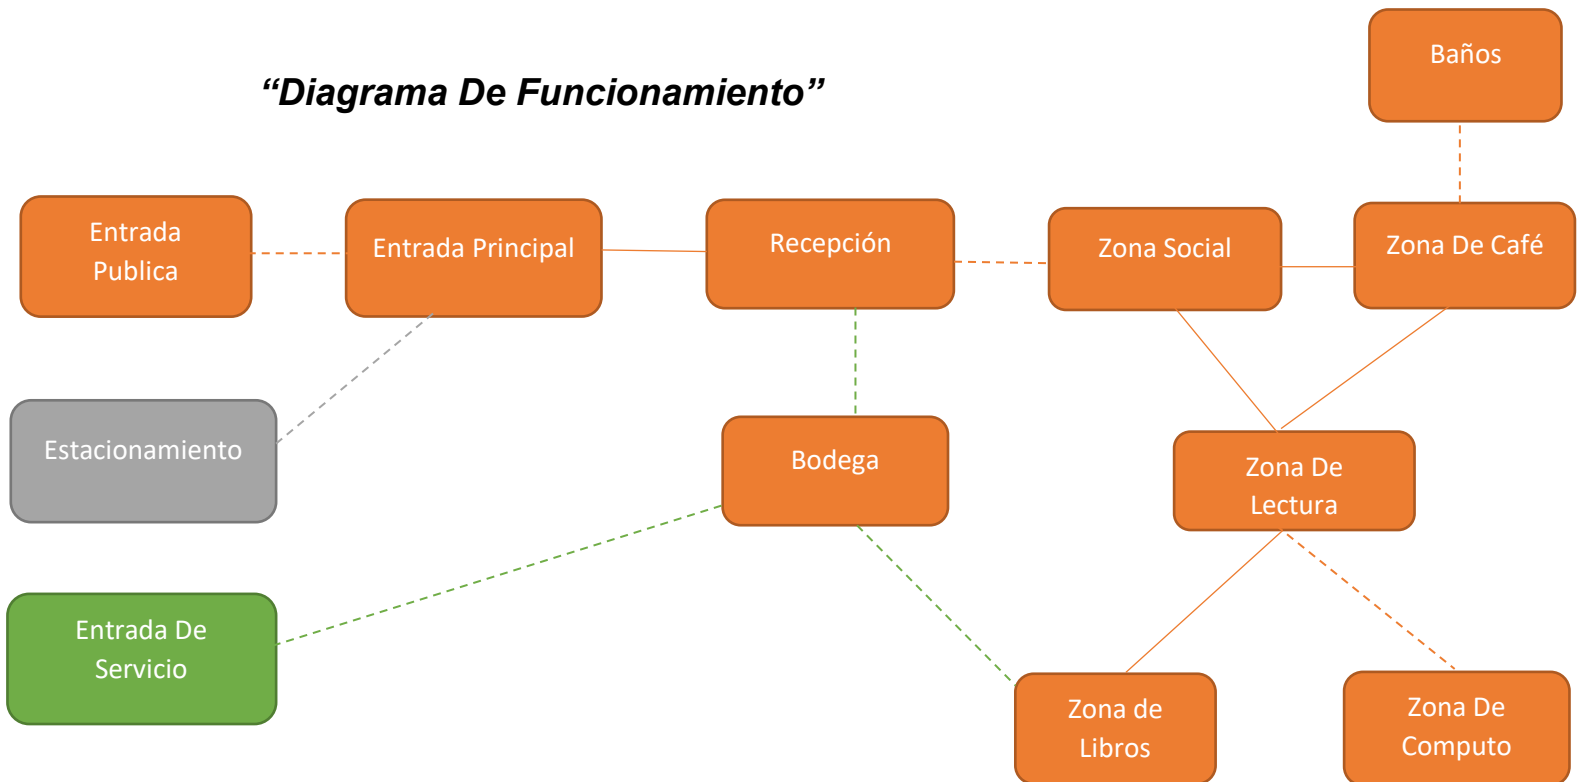 Baños
“Diagrama De Funcionamiento”
Entrada
Publica
Entrada Principal
Recepción
Zona Social
Zona De Café
Estacionamiento
Bodega
Zona De
Lectura
Entrada De
Servicio
Zona de
Libros
Zona De
Computo